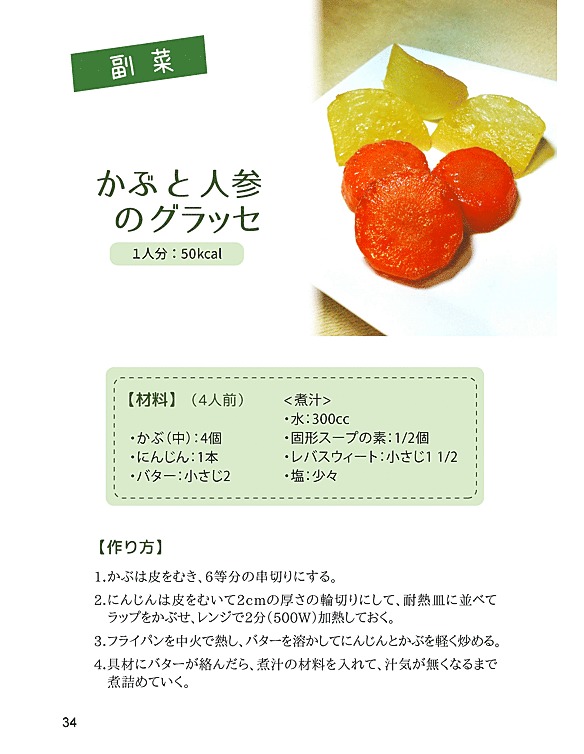 副菜
かぶと人参
のグラッセ
1人分：50kcal
【材料】（4人前）
・かぶ（中）：4個
・にんじん：1本
・バター：小さじ2
<煮汁>
・水：300cc
・固形スープの素：1/2個
・レバスウィート：小さじ1 1/2
・塩：少々
【作り方】
1.かぶは皮をむき、6等分の串切りにする。
2.にんじんは皮をむいて2cmの厚さの輪切りにして、耐熱皿に並べて
ラップをかぶせ、レンジで2分（500W）加熱しておく。
3.フライパンを中火で熱し、バターを溶かしてにんじんとかぶを軽く炒める。
4.具材にバターが絡んだら、煮汁の材料を入れて、汁気が無くなるまで
煮詰めていく。
34